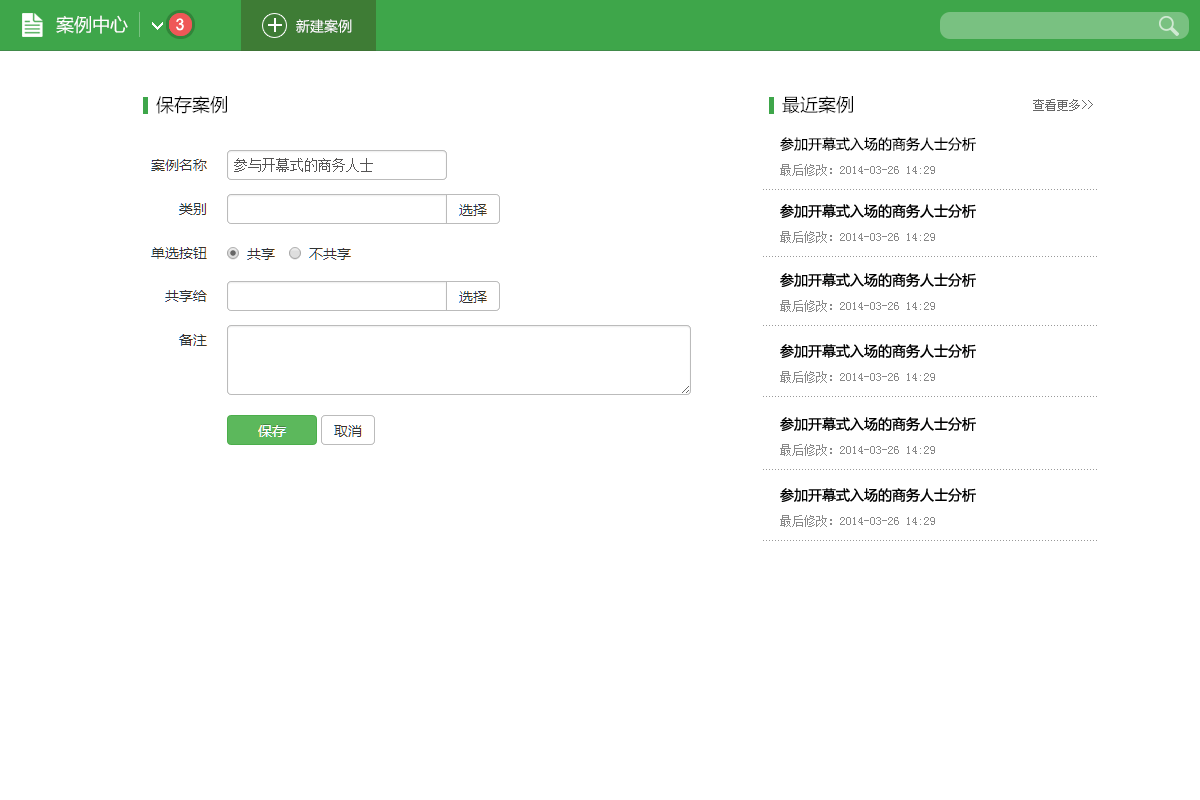 案例中心
3
新建案例
保存案例
案例名称 参与开幕式的商务人士
类别 选择
单选按钮 共享 不共享
共享给 选择
备注
保存 取消
最近案例 查看更多>>
参加开幕式入场的商务人士分析
最后修改: 2014-03-26 14:29
参加开幕式入场的商务人士分析
最后修改: 2014-03-26 14:29
参加开幕式入场的商务人士分析
最后修改: 2014-03-26 14:29
参加开幕式入场的商务人士分析
最后修改: 2014-03-26 14:29
参加开幕式入场的商务人士分析
最后修改: 2014-03-26 14:29
参加开幕式入场的商务人士分析
最后修改: 2014-03-26 14:29